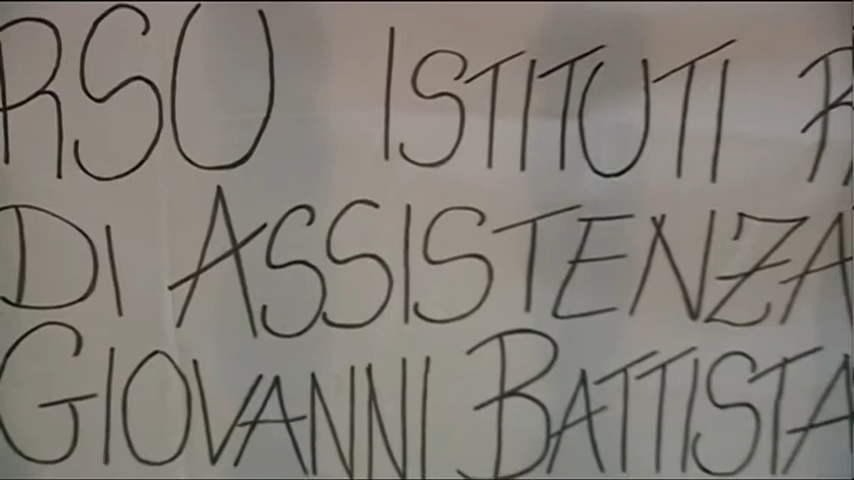 RSU ISTITUTI R
DI ASSISTENZA
GIOVANNI BATTISTA